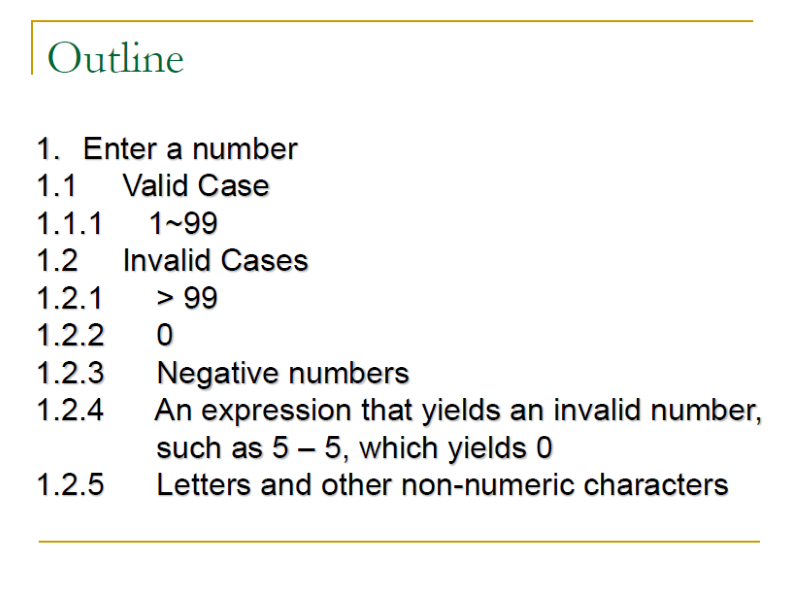 Outline
1. Enter a number
1.1 Valid Case
1.1.1 1~99
1.2 Invalid Cases
1.2.1 > 99
1.2.2 0
1.2.3 Negative numbers
1.2.4 An expression that yields an invalid number,
such as 5 – 5, which yields 0
1.2.5 Letters and other non-numeric characters